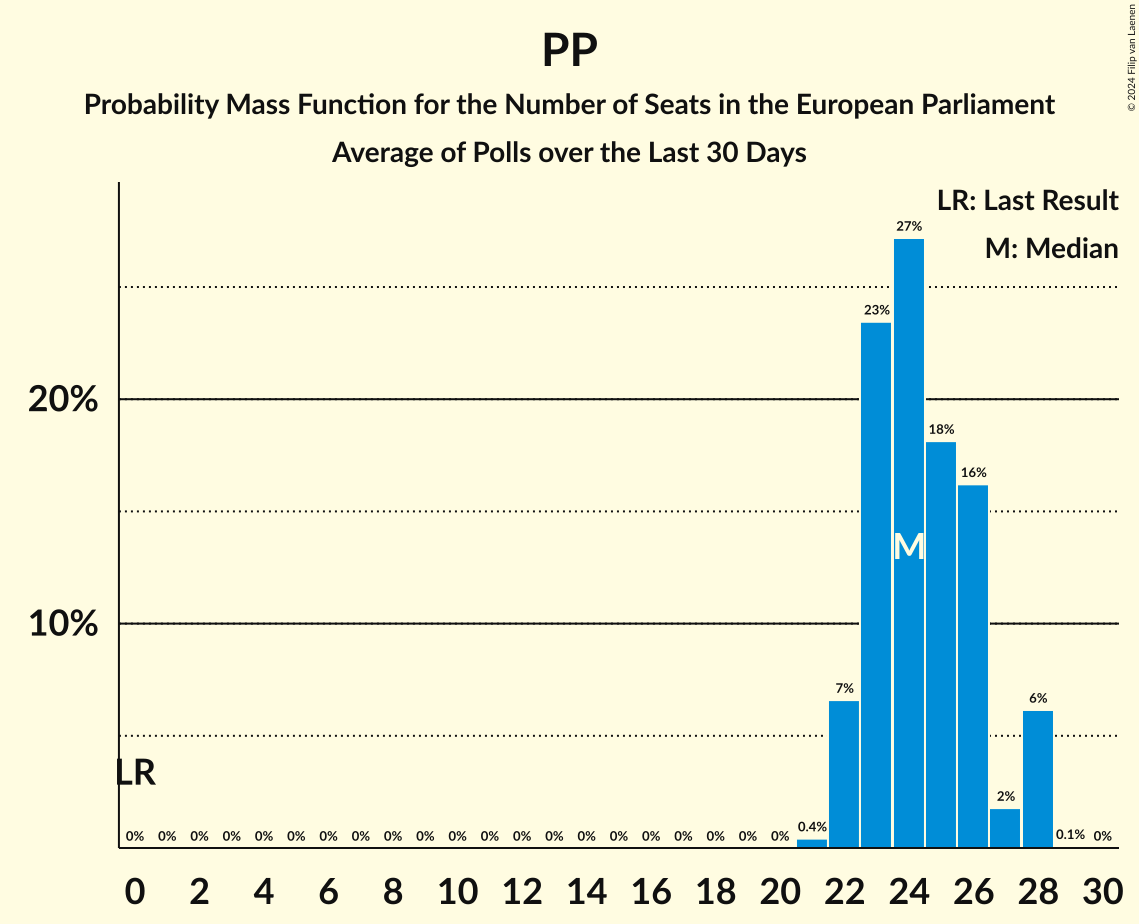 PP
Probability Mass Function for the Number of Seats in the European Parliament
Average of Polls over the Last 30 Days
© 2024 Filip van Laenen
LR: Last Result
M: Median
27%
23%
20%
18%
16%
M
10%
7%
6%
LR
2%
0% 0% 0% 0% 0% 0% 0% 0% 0% 0% 0% 0% 0% 0% 0% 0% 0% 0% 0% 0% 0% 0.4% 0.1% 0%
0 2 4 6 8 10 12 14 16 18 20 22 24 26 28 30